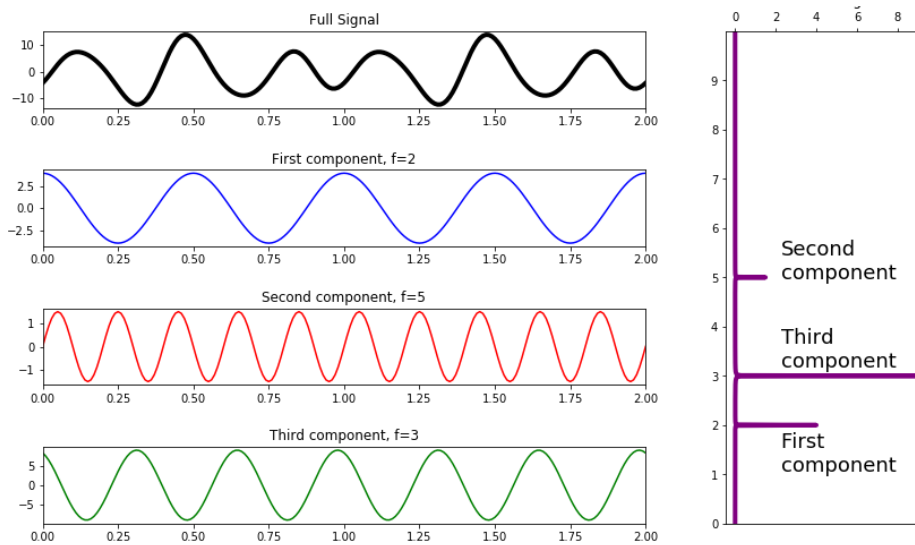 Full Signal
10
0
−10
0.00 0.25 0.50 0.75 1.00 1.25 1.50 1.75 2.00
First component, f=2
2.5
0.0
−2.5
0.00 0.25 0.50 0.75 1.00 1.25 1.50 1.75 2.00
Second component, f=5
1
0
−1
0.00 0.25 0.50 0.75 1.00 1.25 1.50 1.75 2.00
Third component, f=3
5
0
−5
0.00 0.25 0.50 0.75 1.00 1.25 1.50 1.75 2.00
0 2 4 6 8
9
8
7
6
Second
5 component
4
Third
component
3
2
First
1 component
0